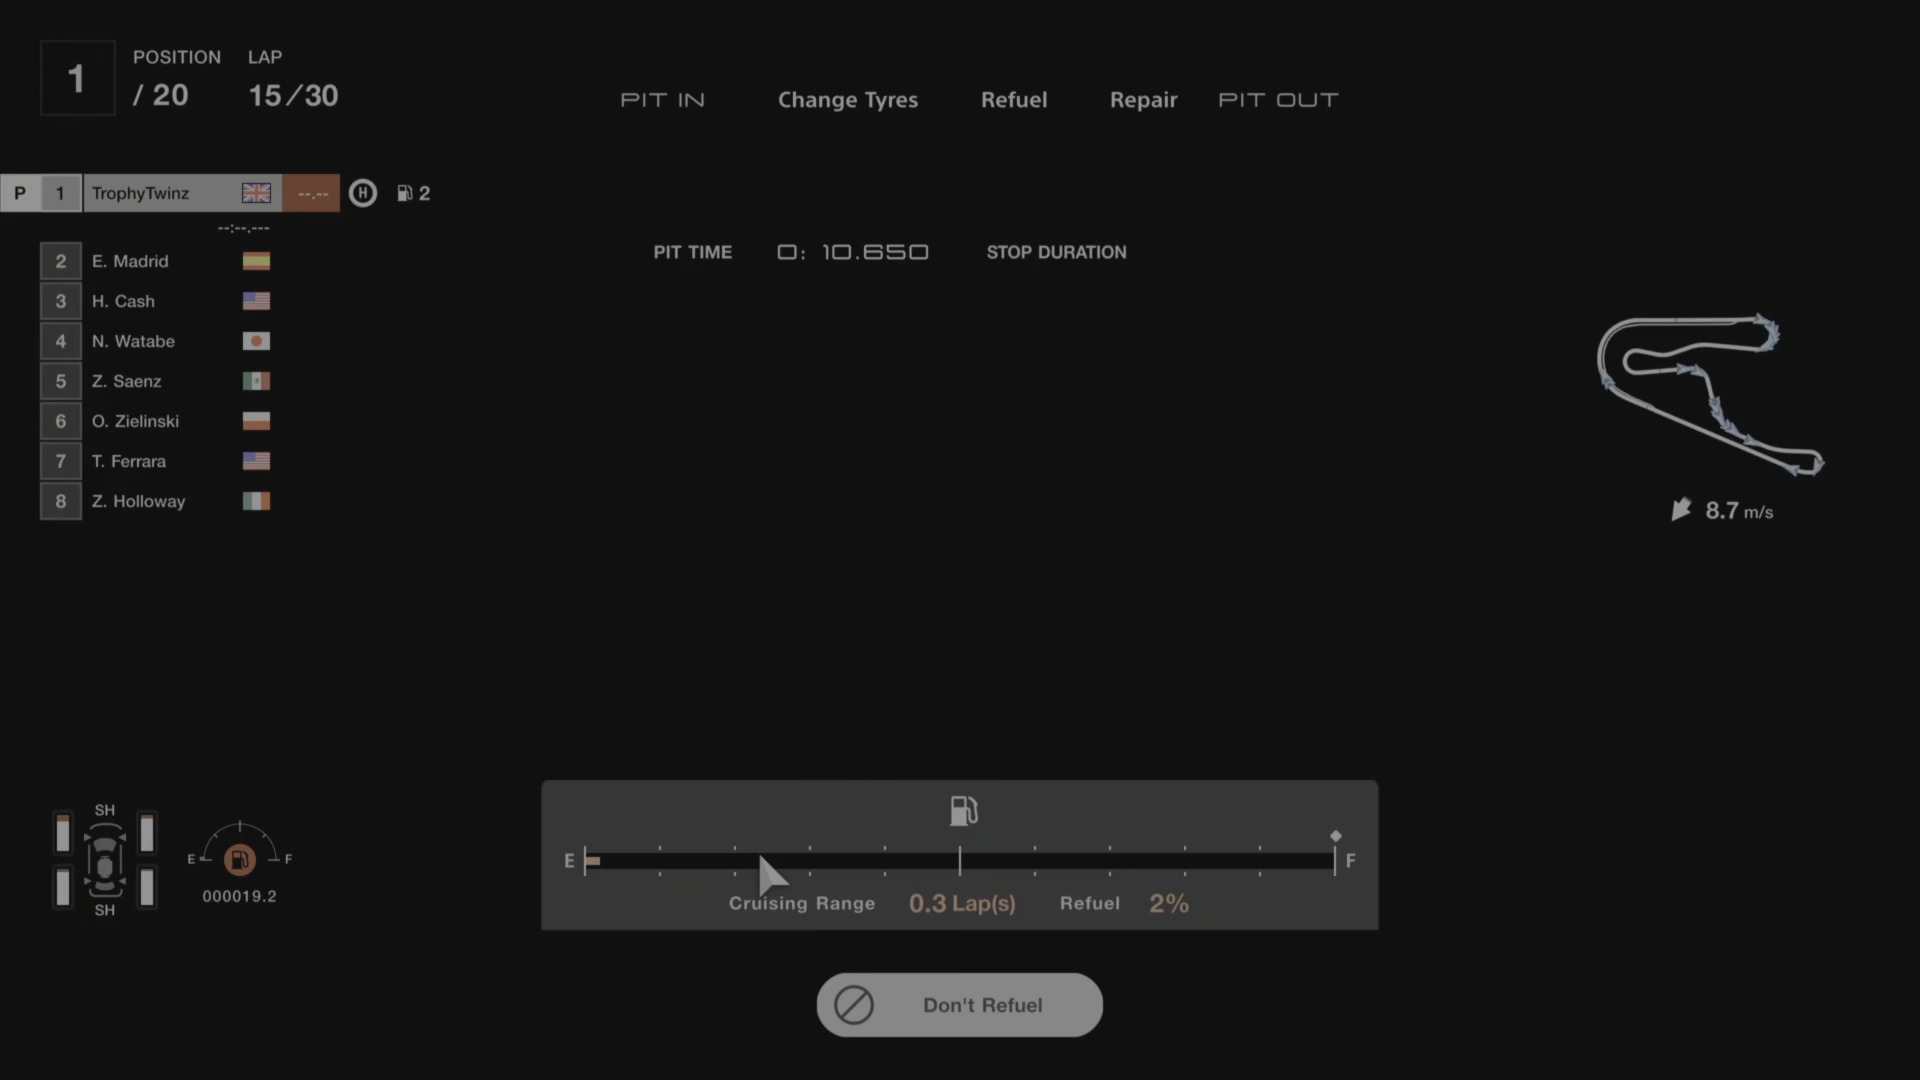 1
POSITION
/ 20
LAP
15/30
PIT IN
Change Tyres
Refuel
Repair
PIT OUT
P 1 TrophyTwinz --.-- H 2
--:--.---
2 E. Madrid
3 H. Cash
4 N. Watabe
5 Z. Saenz
6 O. Zielinski
7 T. Ferrara
8 Z. Holloway
PIT TIME 0: 10.650 STOP DURATION
8.7 m/s
SH
SH
E F
000019.2
E F
Cruising Range 0.3 Lap(s) Refuel 2%
Don't Refuel